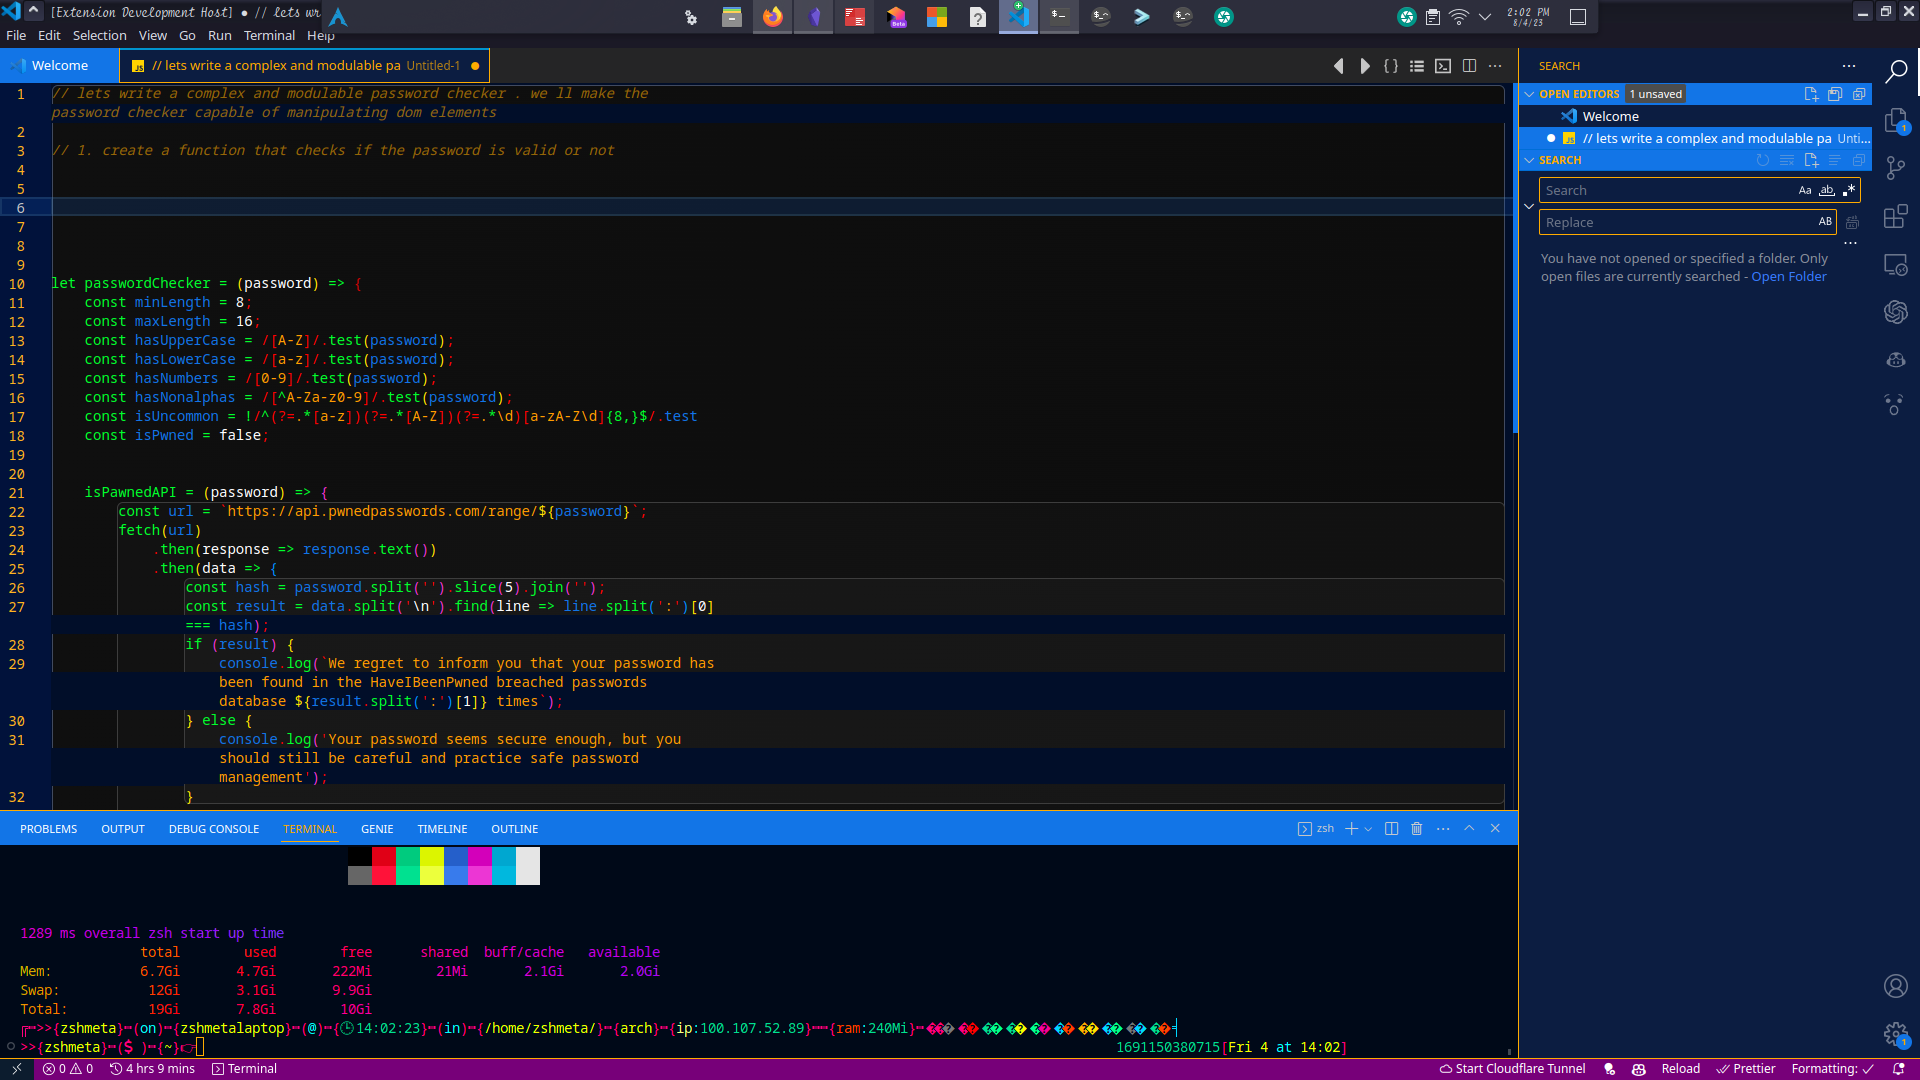 [Extension Development Host] ● // lets wr
2:02 PM
8/4/23
File Edit Selection View Go Run Terminal Help
Welcome
JS // lets write a complex and modulable pa Untitled-1
1 // lets write a complex and modulable password checker . we ll make the
password checker capable of manipulating dom elements
2
3 // 1. create a function that checks if the password is valid or not
4
5
6
7
8
9
10 let passwordChecker = (password) => {
11 const minLength = 8;
12 const maxLength = 16;
13 const hasUpperCase = /[A-Z]/.test(password);
14 const hasLowerCase = /[a-z]/.test(password);
15 const hasNumbers = /[0-9]/.test(password);
16 const hasNonalphas = /[^A-Za-z0-9]/.test(password);
17 const isUncommon = !/^(?=.*[a-z])(?=.*[A-Z])(?=.*\d)[a-zA-Z\d]{8,}$/.test
18 const isPwned = false;
19
20
21 isPawnedAPI = (password) => {
22 const url = `https://api.pwnedpasswords.com/range/${password}`;
23 fetch(url)
24 .then(response => response.text())
25 .then(data => {
26 const hash = password.split('').slice(5).join('');
27 const result = data.split('\n').find(line => line.split(':')[0]
=== hash);
28 if (result) {
29 console.log(`We regret to inform you that your password has
been found in the HaveIBeenPwned breached passwords
database ${result.split(':')[1]} times`);
30 } else {
31 console.log('Your password seems secure enough, but you
should still be careful and practice safe password
management');
32 }
SEARCH
OPEN EDITORS 1 unsaved
Welcome
JS // lets write a complex and modulable pa Unti...
SEARCH
Search Aa ab .*
Replace AB
You have not opened or specified a folder. Only
open files are currently searched - Open Folder
PROBLEMS OUTPUT DEBUG CONSOLE TERMINAL GENIE TIMELINE OUTLINE
zsh
1289 ms overall zsh start up time
total used free shared buff/cache available
Mem: 6.7Gi 4.7Gi 222Mi 21Mi 2.1Gi 2.0Gi
Swap: 12Gi 3.1Gi 9.9Gi
Total: 19Gi 7.8Gi 10Gi
>>{zshmeta}-(on)-{zshmetalaptop}-(@)-{14:02:23}-(in)-{/home/zshmeta/}-{arch}-{ip:100.107.52.89}--{ram:240Mi}-
>>{zshmeta}-($ )-{~} 1691150380715[Fri 4 at 14:02]
0 0 4 hrs 9 mins Terminal
Start Cloudflare Tunnel Reload Prettier Formatting: ✓